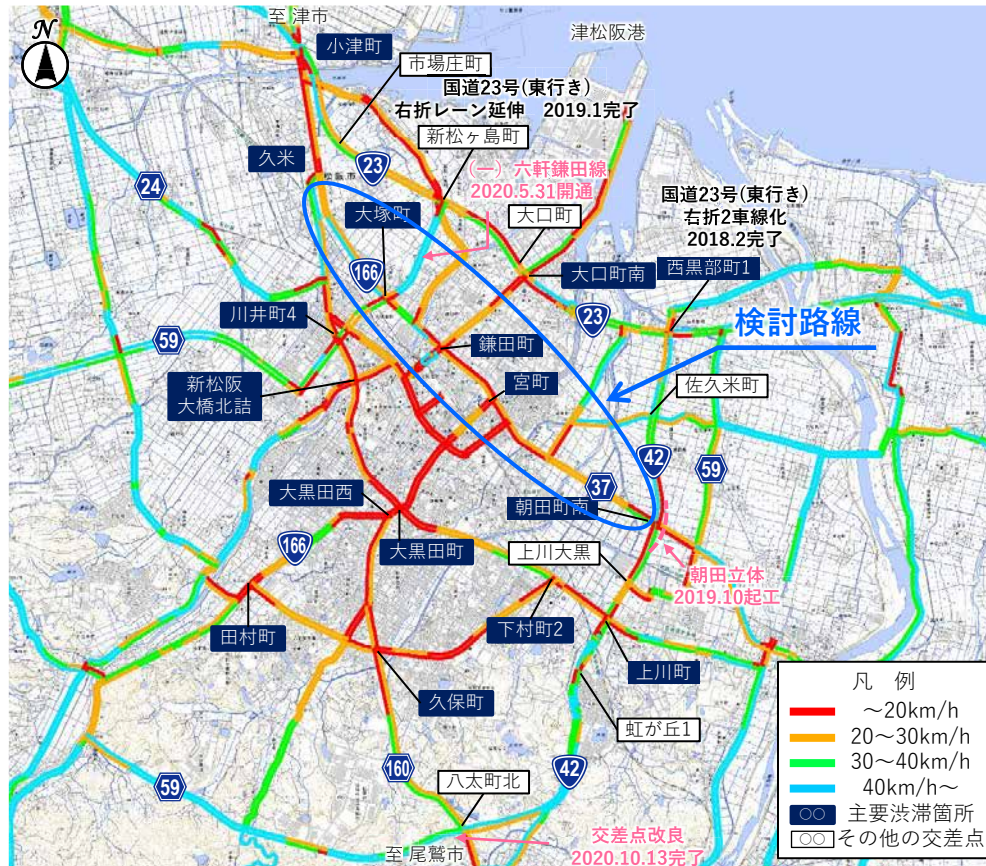 至 津市
N
津松阪港
小津町
市場庄町
国道23号(東行き)
右折レーン延伸 2019.1完了
新松ヶ島町
久米
23
松阪市
24
(一)六軒鎌田線
2020.5.31開通
国道23号(東行き)
右折2車線化
2018.2完了
大塚町
大口町
166
大口町南
西黒部町1
川井町4
23
検討路線
59
鎌田町
新松阪
大橋北詰
宮町
佐久米町
42
59
37
大黒田西
朝田町南
166
大黒田町
上川大黒
朝田立体
2019.10起工
田村町
下村町2
上川町
久保町
虹が丘1
160
42
59
八太町北
交差点改良
2020.10.13完了
至 尾鷲市
凡 例
～20km/h
20～30km/h
30～40km/h
40km/h～
○○ 主要渋滞箇所
○○ その他の交差点